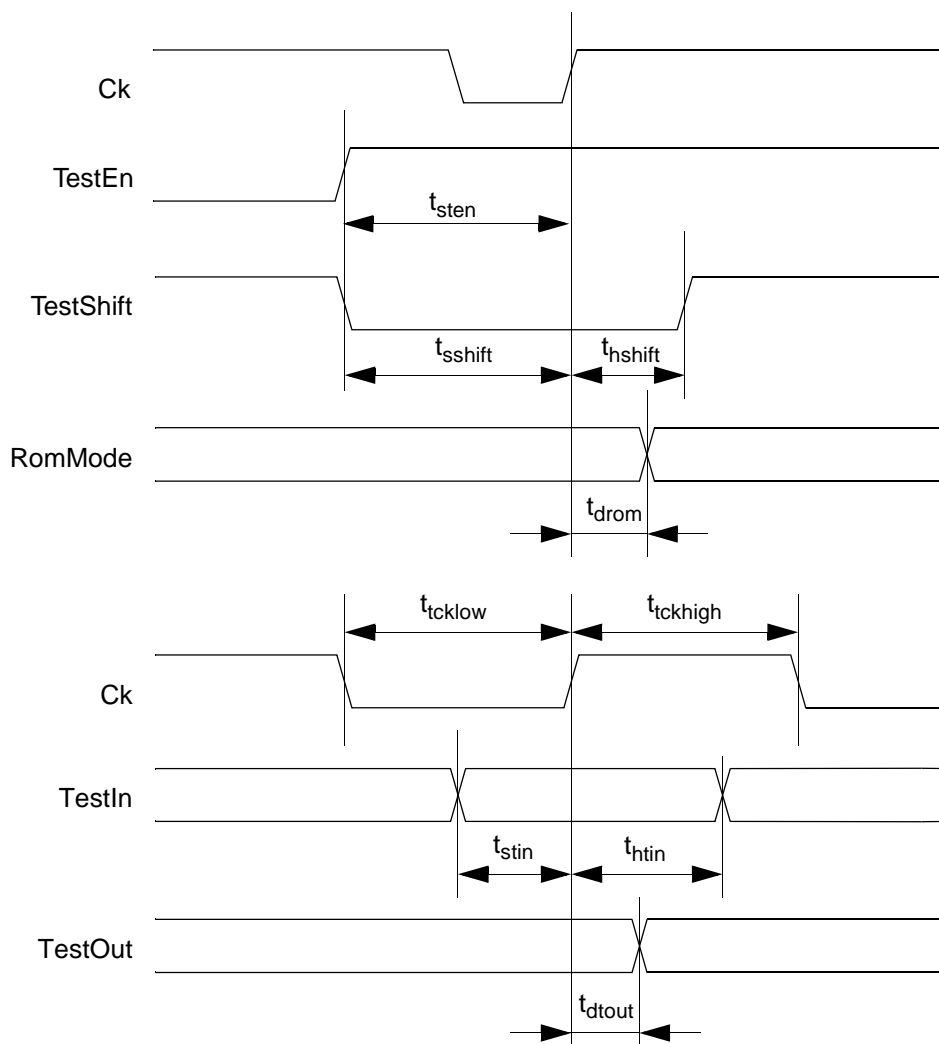 Ck
TestEn
tsten
TestShift
tsshift
thshift
RomMode
tdrom
ttcklow
ttckhigh
Ck
TestIn
tstin
thtin
TestOut
tdtout